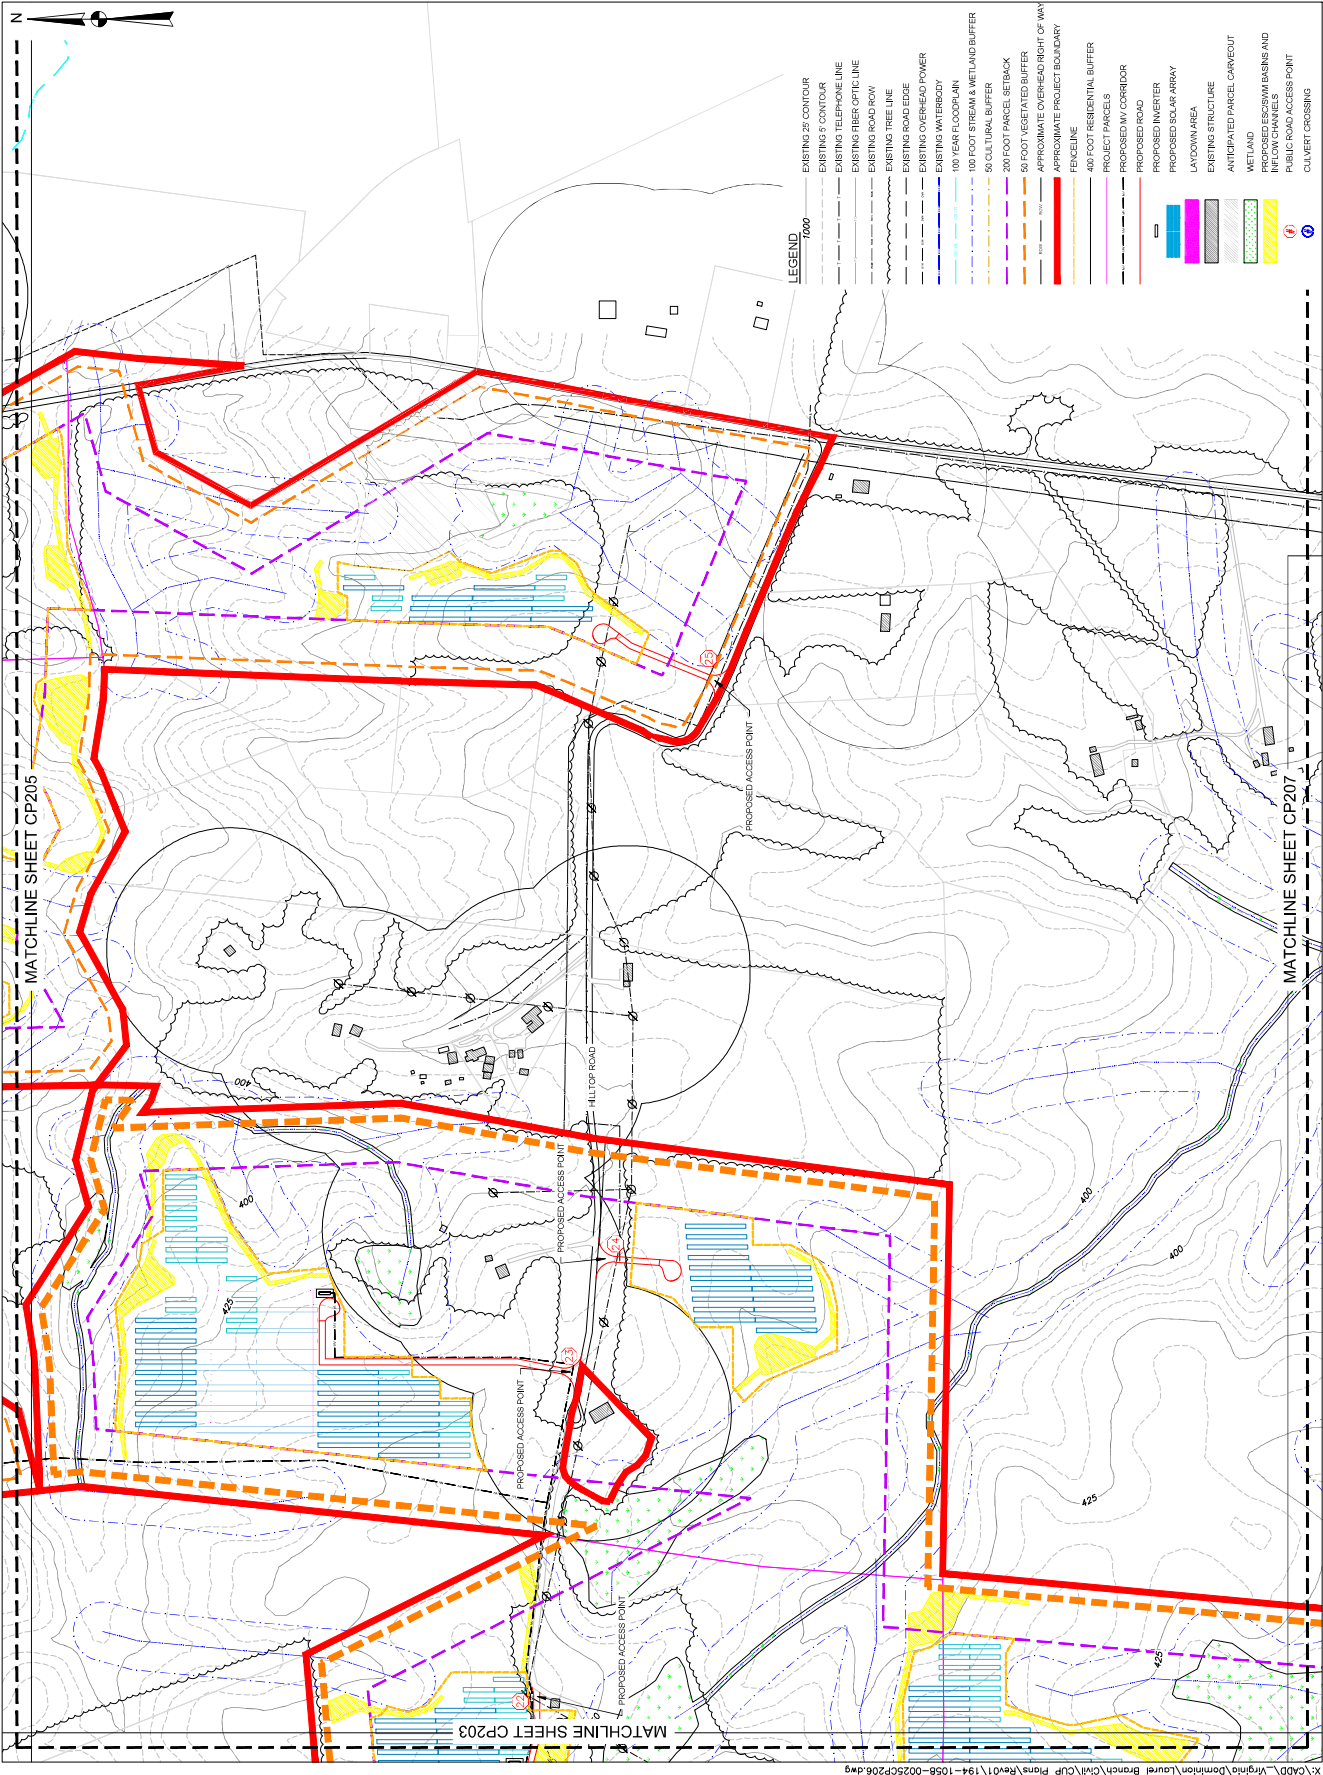 N
MATCHLINE SHEET CP205
MATCHLINE SHEET CP207
MATCHLINE SHEET CP203
LEGEND
1000
EXISTING 25' CONTOUR
EXISTING 5' CONTOUR
EXISTING TELEPHONE LINE
EXISTING FIBER OPTIC LINE
EXISTING ROAD ROW
EXISTING TREE LINE
EXISTING ROAD EDGE
EXISTING OVERHEAD POWER
EXISTING WATERBODY
100 YEAR FLOODPLAIN
100 FOOT STREAM & WETLAND BUFFER
50 CULTURAL BUFFER
200 FOOT PARCEL SETBACK
50 FOOT VEGETATED BUFFER
APPROXIMATE OVERHEAD RIGHT OF WAY
APPROXIMATE PROJECT BOUNDARY
FENCELINE
400 FOOT RESIDENTIAL BUFFER
PROJECT PARCELS
PROPOSED MV CORRIDOR
PROPOSED ROAD
PROPOSED INVERTER
PROPOSED SOLAR ARRAY
LAYDOWN AREA
EXISTING STRUCTURE
ANTICIPATED PARCEL CARVEOUT
WETLAND
PROPOSED ESC/SWM BASINS AND
INFLOW CHANNELS
PUBLIC ROAD ACCESS POINT
CULVERT CROSSING
#
#
25
PROPOSED ACCESS POINT
HILLTOP ROAD
PROPOSED ACCESS POINT
24
PROPOSED ACCESS POINT
23
PROPOSED ACCESS POINT
22
400
400
425
400
400
425
425
X:\CADD\_Virginia\Dominion\Laurel Branch\Civil\CUP Plans\Rev01\194-1058-0025CP206.dwg